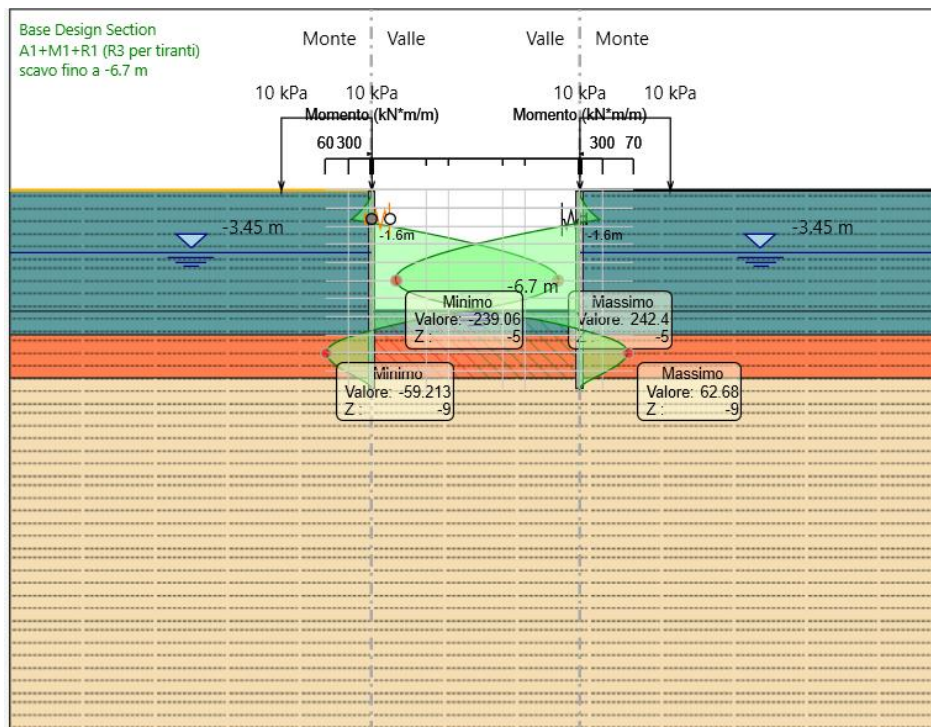 Base Design Section
A1+M1+R1 (R3 per tiranti)
scavo fino a -6.7 m
Monte Valle Valle Monte
10 kPa 10 kPa 10 kPa 10 kPa
Momento (kN*m/m) Momento (kN*m/m)
60 300 300 70
-3.45 m -1.6m -1.6m -3.45 m
-6.7 m
Minimo
Valore: -239.06
Z : -5
Massimo
Valore: 242.4
Z : -5
Minimo
Valore: -59.213
Z : -9
Massimo
Valore: 62.68
Z : -9